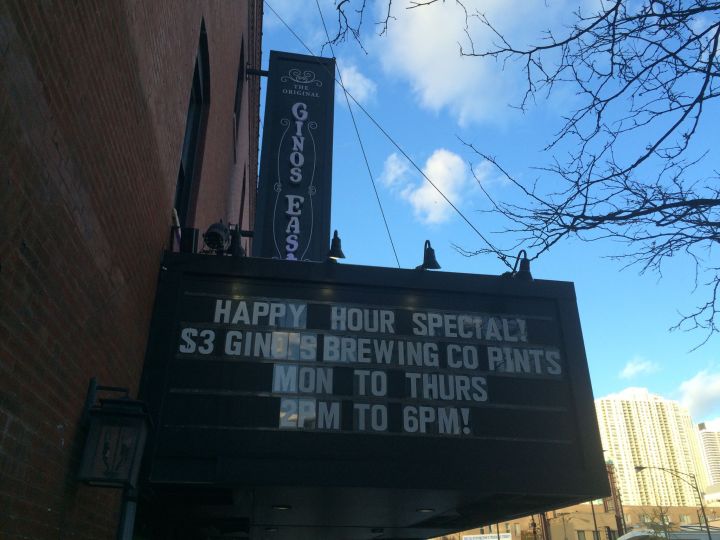 THE
ORIGINAL
GINOS EAST
HAPPY HOUR SPECIAL!
$3 GINO'S BREWING CO PINTS
MON TO THURS
2PM TO 6PM!